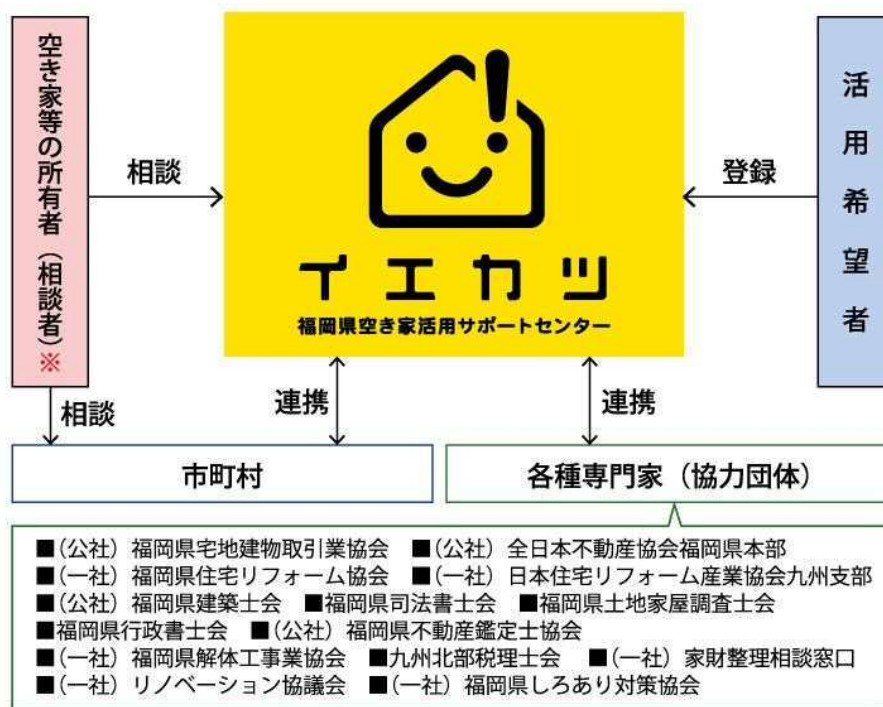 空き家等の所有者（相談者）※
相談
イエカツ
福岡県空き家活用サポートセンター
登録
活用希望者
相談
連携
連携
市町村
各種専門家（協力団体）
■(公社）福岡県宅地建物取引業協会　■(公社）全日本不動産協会福岡県本部
■(一社）福岡県住宅リフォーム協会　■(一社）日本住宅リフォーム産業協会九州支部
■(公社）福岡県建築士会　■福岡県司法書士会　■福岡県土地家屋調査士会
■福岡県行政書士会　■(公社）福岡県不動産鑑定士協会
■(一社）福岡県解体工事業協会　■九州北部税理士会　■(一社）家財整理相談窓口
■(一社）リノベーション協議会　■(一社）福岡県しろあり対策協会